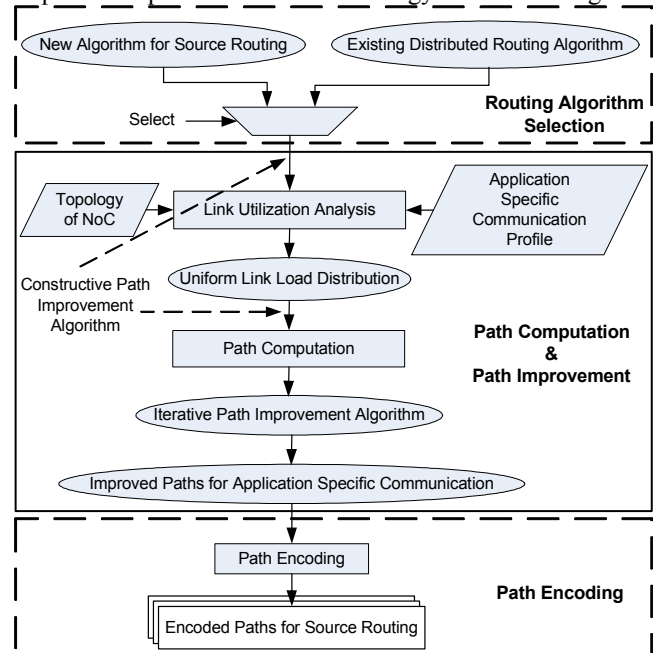 New Algorithm for Source Routing
Existing Distributed Routing Algorithm
Select
Routing Algorithm
Selection
Topology
of NoC
Link Utilization Analysis
Application
Specific
Communication
Profile
Uniform Link Load Distribution
Constructive Path
Improvement
Algorithm
Path Computation
Path Computation
&
Path Improvement
Iterative Path Improvement Algorithm
Improved Paths for Application Specific Communication
Path Encoding
Path Encoding
Encoded Paths for Source Routing